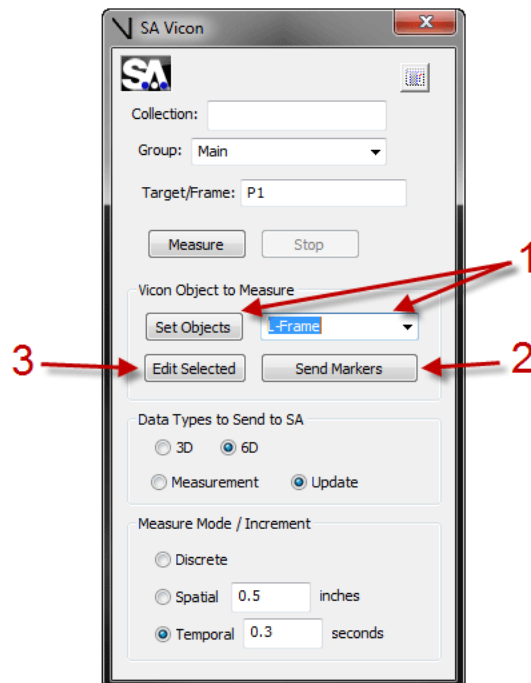 SA Vicon
S.A.
Collection:
Group: Main
Target/Frame: P1
Measure Stop
1
Vicon Object to Measure
Set Objects L-Frame
3 Edit Selected Send Markers 2
Data Types to Send to SA
3D 6D
Measurement Update
Measure Mode / Increment
Discrete
Spatial 0.5 inches
Temporal 0.3 seconds